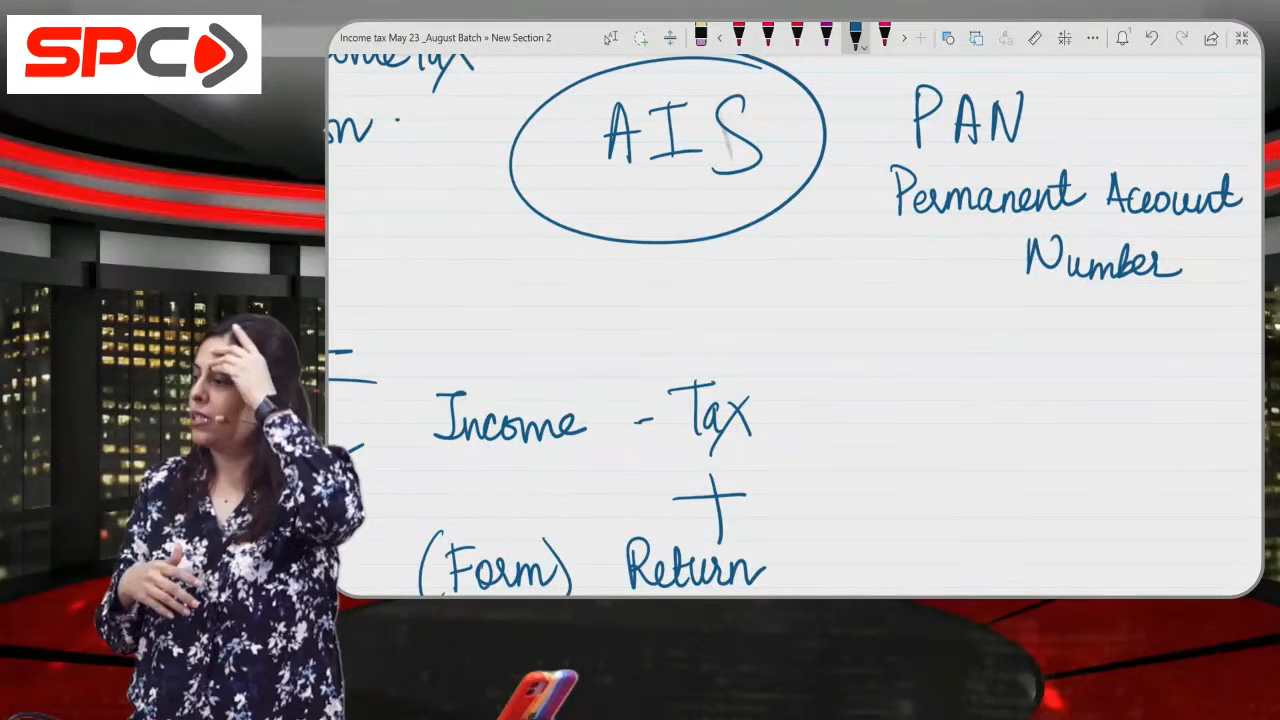 SPC
Income tax May 23 _August Batch » New Section 2
AIS
PAN
Permanent Account
Number
Income - Tax
+
(Form) Return